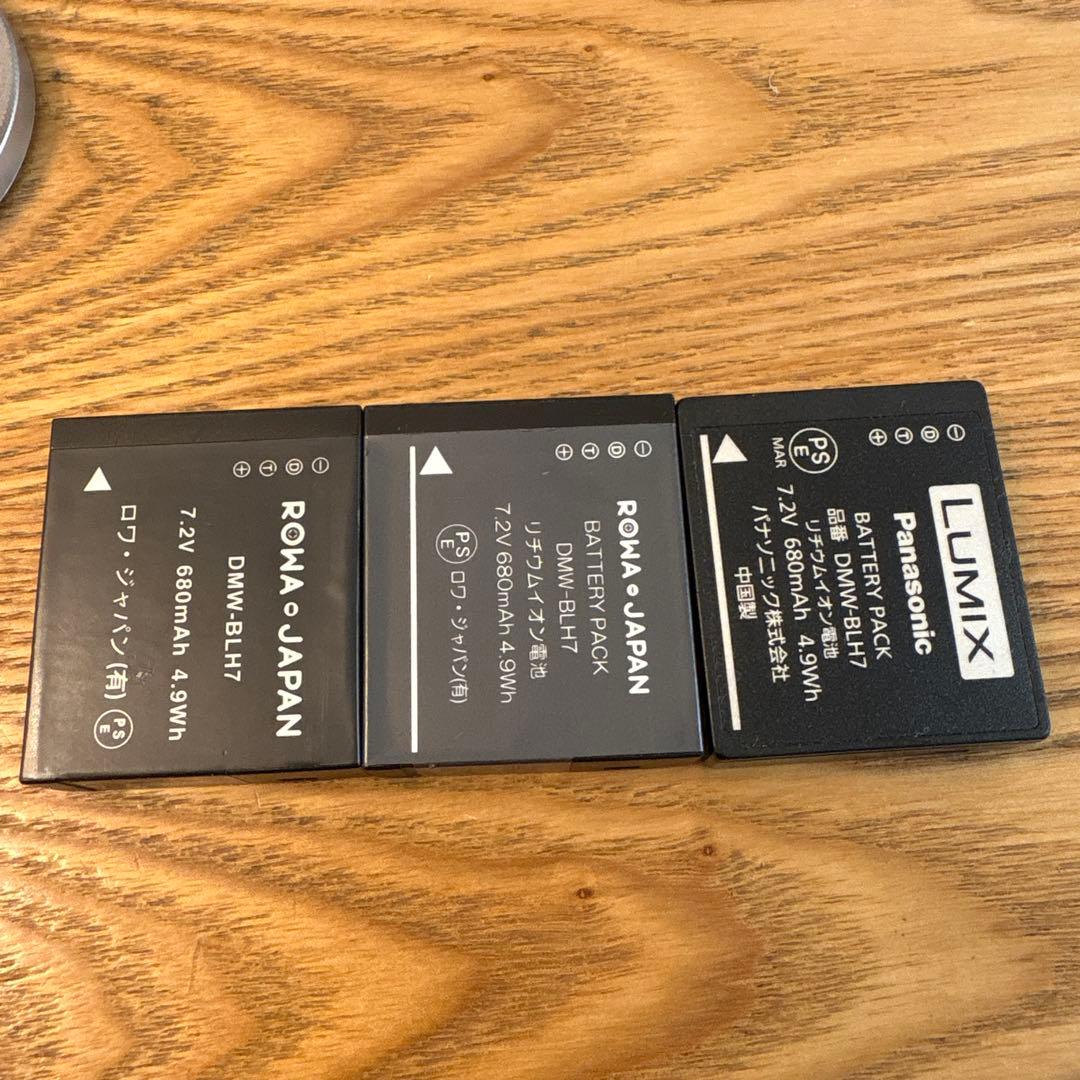 ROWA JAPAN
DMW-BLH7
7.2V 680mAh 4.9Wh
ロワ・ジャパン(有)
PS
E
+ T D -
ROWA JAPAN
BATTERY PACK
DMW-BLH7
リチウムイオン電池
7.2V 680mAh 4.9Wh
PS
E
ロワ・ジャパン(有)
+ T D -
LUMIX
Panasonic
BATTERY PACK
品番 DMW-BLH7
リチウムイオン電池
7.2V 680mAh 4.9Wh
パナソニック株式会社
中国製
PS
E
MAR
+ T D -